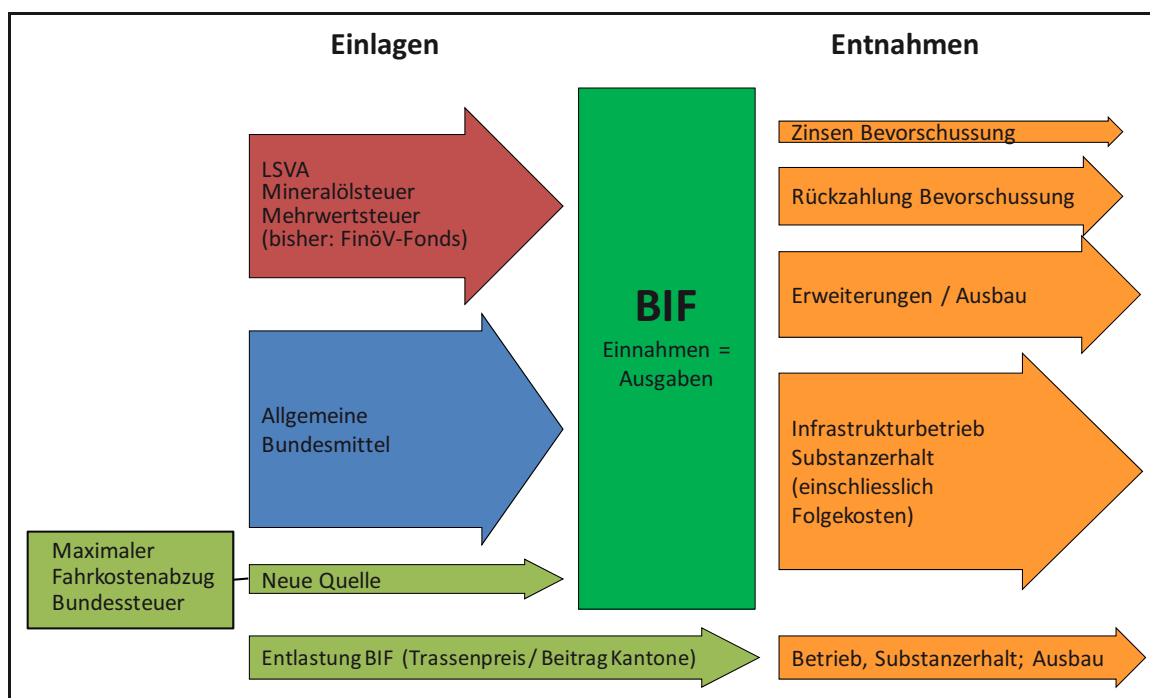 Einlagen
Entnahmen
LSVA
Mineralölsteuer
Mehrwertsteuer
(bisher: FinöV-Fonds)
Allgemeine
Bundesmittel
Maximaler
Fahrkostenabzug
Bundessteuer
Neue Quelle
Entlastung BIF (Trassenpreis / Beitrag Kantone)
BIF
Einnahmen =
Ausgaben
Zinsen Bevorschussung
Rückzahlung Bevorschussung
Erweiterungen / Ausbau
Infrastrukturbetrieb
Substanzerhalt
(einschliesslich
Folgekosten)
Betrieb, Substanzerhalt; Ausbau